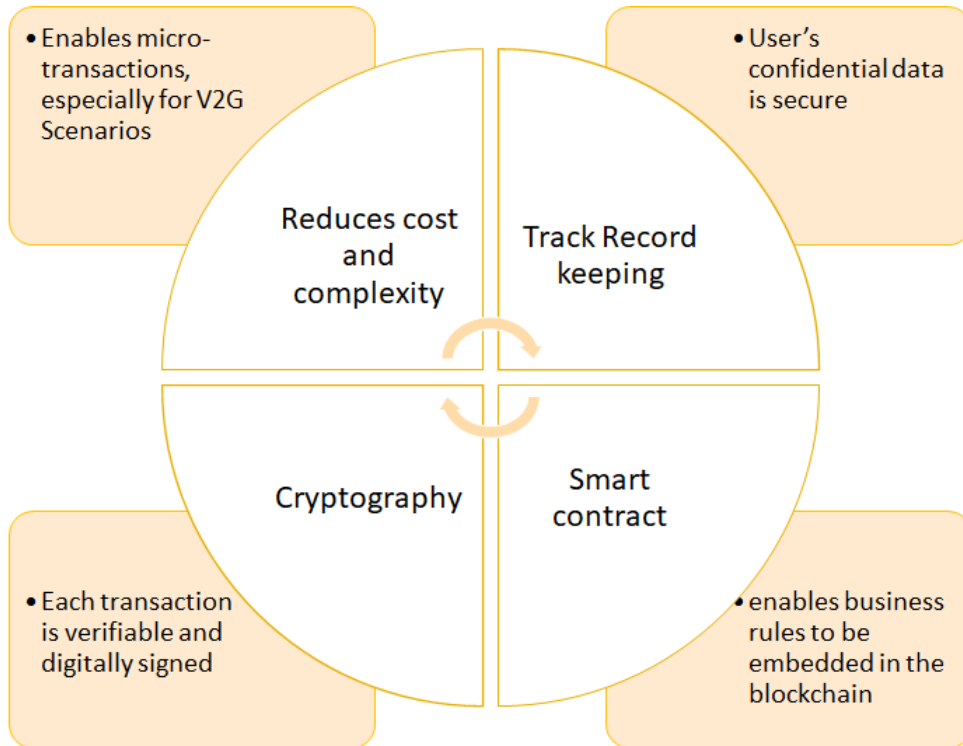 • Enables micro-
transactions,
especially for V2G
Scenarios
• User’s
confidential data
is secure
Reduces cost
and
complexity
Track Record
keeping
Cryptography
Smart
contract
• Each transaction
is verifiable and
digitally signed
• enables business
rules to be
embedded in the
blockchain